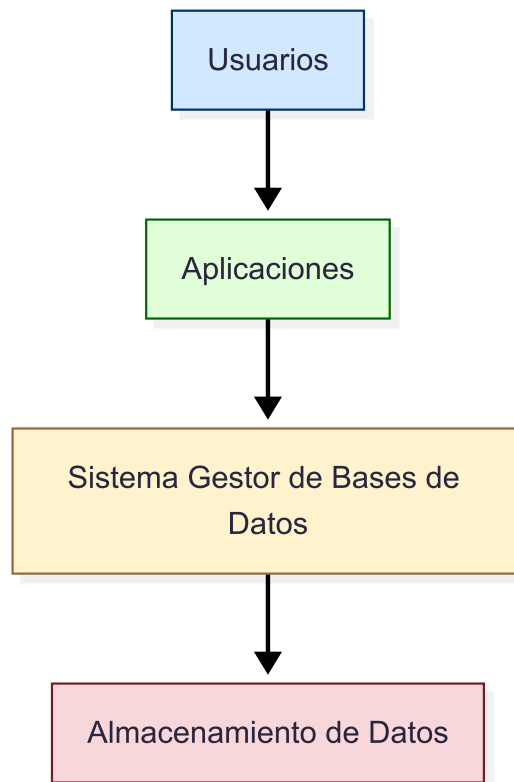 Usuarios
Aplicaciones
Sistema Gestor de Bases de
Datos
Almacenamiento de Datos